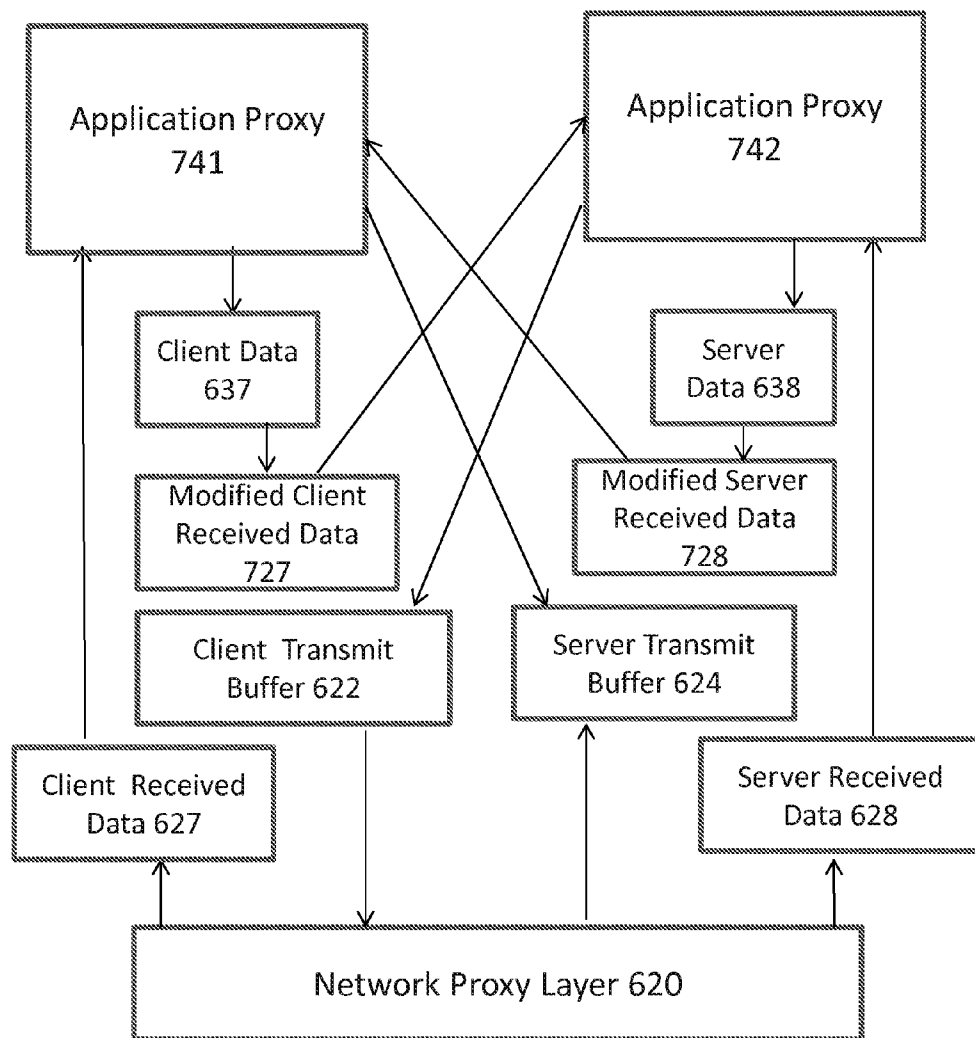 Application Proxy
741
Application Proxy
742
Client Data
637
Server
Data 638
Modified Client
Received Data
727
Modified Server
Received Data
728
Client Transmit
Buffer 622
Server Transmit
Buffer 624
Client Received
Data 627
Server Received
Data 628
Network Proxy Layer 620